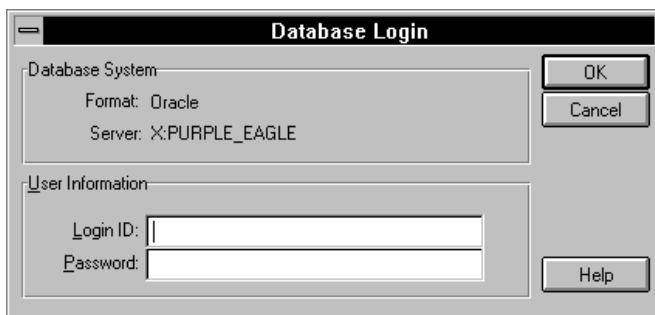 Database Login
Database System
Format: Oracle
Server: X:PURPLE_EAGLE
OK
Cancel
User Information
Login ID:
Password:
Help